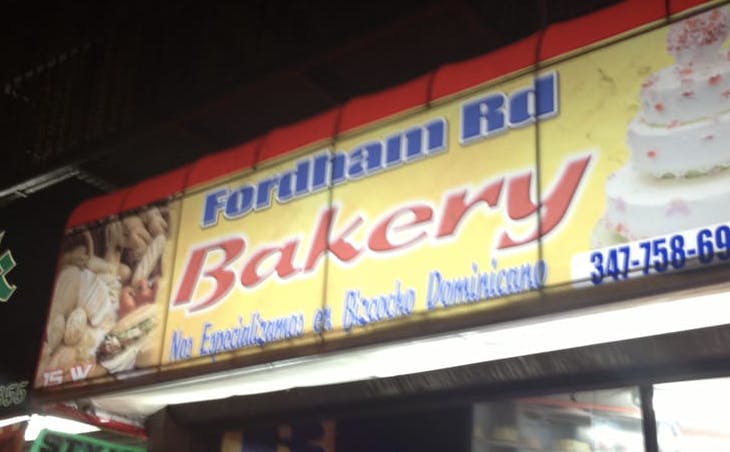 Fordham Rd
Bakery
Nos Especializamos en Bizcocho Dominicano
347-758-69
15 W